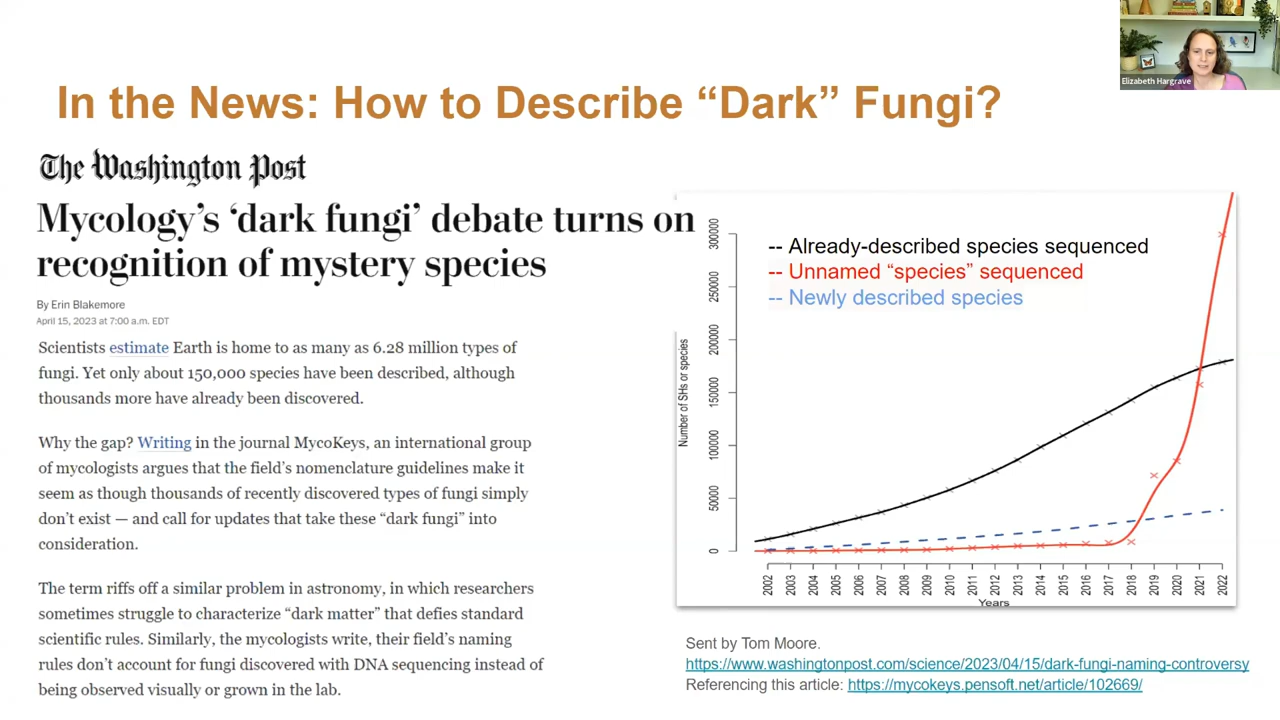 Elizabeth Hargrave
In the News: How to Describe “Dark” Fungi?
The Washington Post
Mycology’s ‘dark fungi’ debate turns on
recognition of mystery species
By Erin Blakemore
April 15, 2023 at 7:00 a.m. EDT
Scientists estimate Earth is home to as many as 6.28 million types of
fungi. Yet only about 150,000 species have been described, although
thousands more have already been discovered.
Why the gap? Writing in the journal MycoKeys, an international group
of mycologists argues that the field’s nomenclature guidelines make it
seem as though thousands of recently discovered types of fungi simply
don’t exist — and call for updates that take these “dark fungi” into
consideration.
The term riffs off a similar problem in astronomy, in which researchers
sometimes struggle to characterize “dark matter” that defies standard
scientific rules. Similarly, the mycologists write, their field’s naming
rules don’t account for fungi discovered with DNA sequencing instead of
being observed visually or grown in the lab.
-- Already-described species sequenced
-- Unnamed “species” sequenced
-- Newly described species
Number of SHs or species
300000
250000
200000
150000
100000
50000
0
2002 2003 2004 2005 2006 2007 2008 2009 2010 2011 2012 2013 2014 2015 2016 2017 2018 2019 2020 2021 2022
Years
Sent by Tom Moore.
https://www.washingtonpost.com/science/2023/04/15/dark-fungi-naming-controversy
Referencing this article: https://mycokeys.pensoft.net/article/102669/